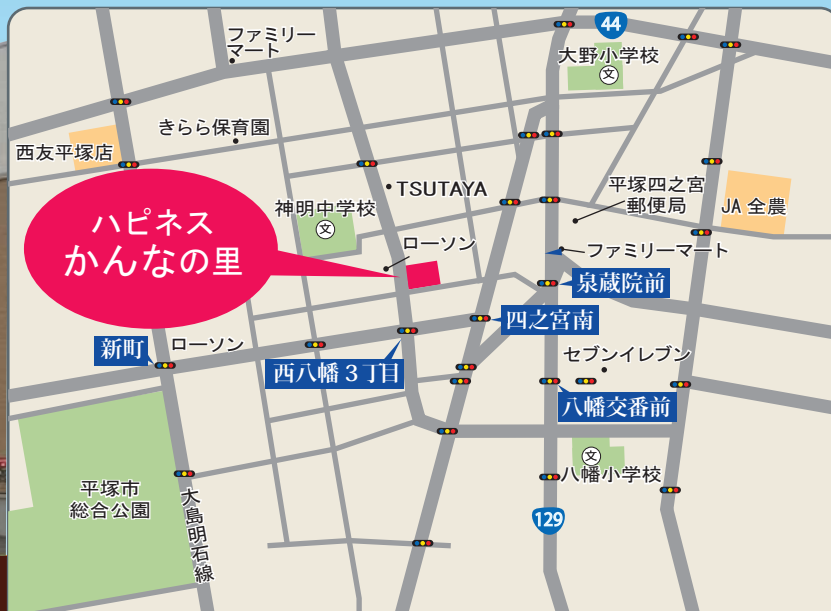 ファミリー
マート
44
大野小学校
文
きらら保育園
西友平塚店
TSUTAYA
神明中学校
文
平塚四之宮
郵便局
JA 全農
ハピネス
かんなの里
ローソン
ファミリーマート
泉蔵院前
四之宮南
新町
ローソン
西八幡3丁目
セブンイレブン
八幡交番前
文
八幡小学校
平塚市
総合公園
大島明石線
129